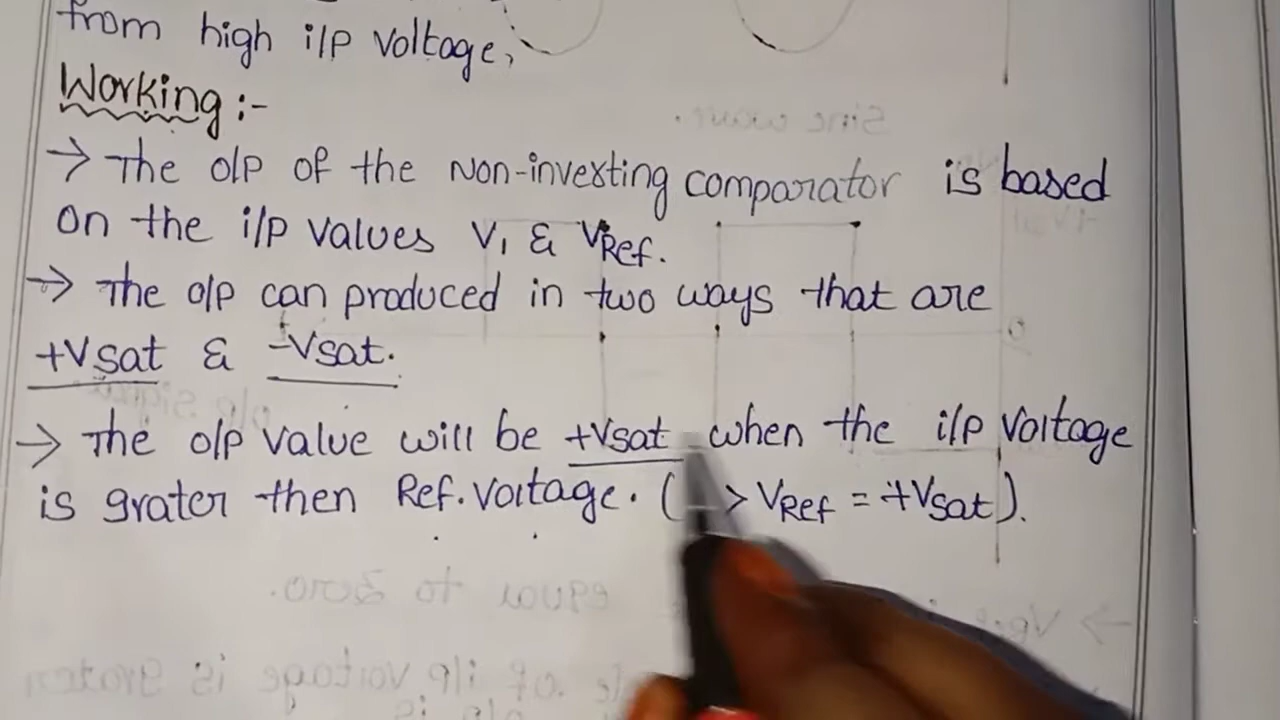 from high i/p voltage,
Working :-
→ The o/p of the Non-inverting comparator is based
on the i/p values V1 & VRef.
→ The o/p can produced in two ways that are
+Vsat & -Vsat.
→ The o/p value will be +Vsat when the i/p voltage
is grater then Ref. voltage. ( > VRef = +Vsat).